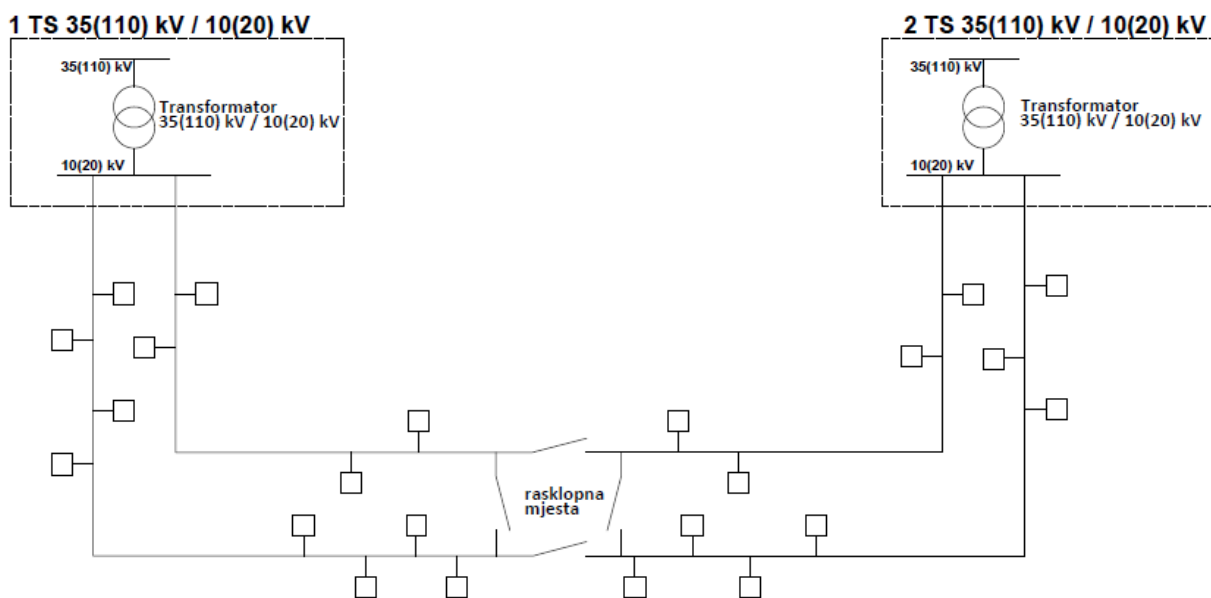 1 TS 35(110) kV / 10(20) kV
35(110) kV
Transformator
35(110) kV / 10(20) kV
10(20) kV
2 TS 35(110) kV / 10(20) kV
35(110) kV
Transformator
35(110) kV / 10(20) kV
10(20) kV
rasklopna
mjesta